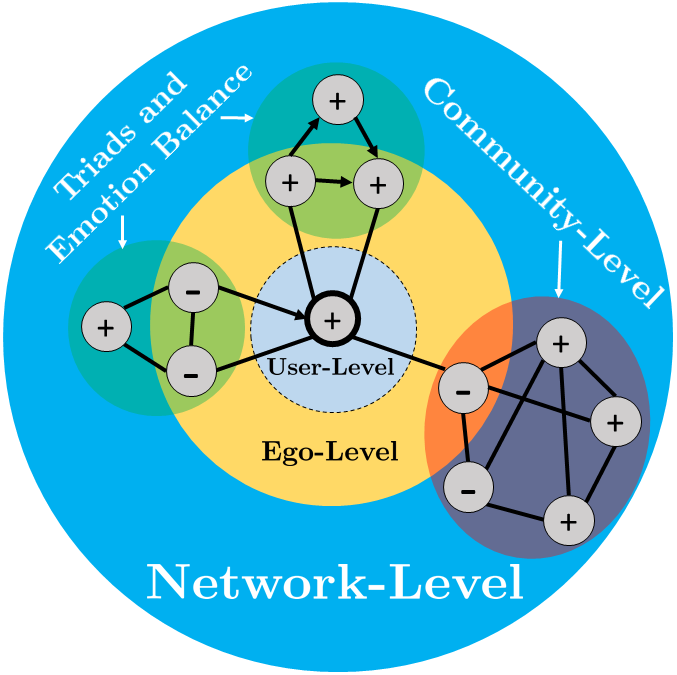 Triads and
Emotion Balance
Community-Level
+
+
+
-
+
-
+
User-Level
+
-
+
Ego-Level
-
+
Network-Level